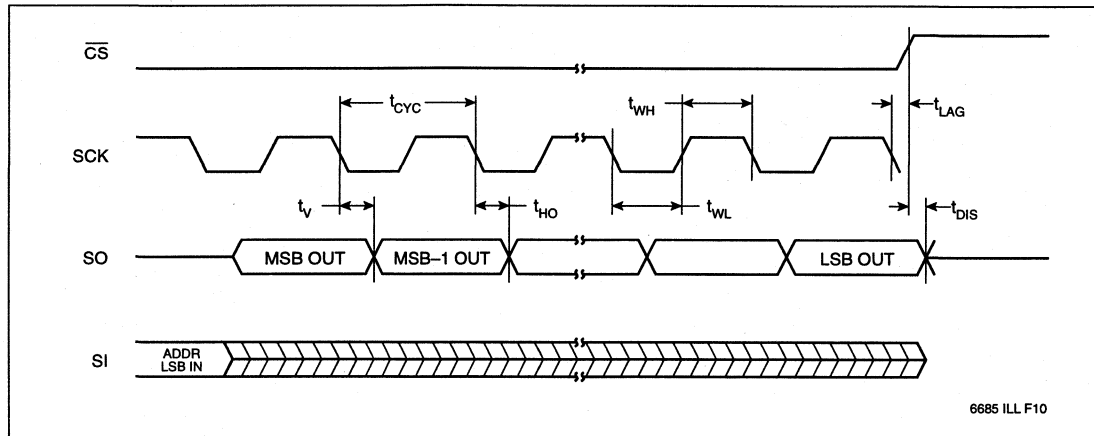 CS
tCYC
tWH
tLAG
SCK
tV
tHO
tWL
tDIS
SO
MSB OUT
MSB–1 OUT
LSB OUT
SI
ADDR
LSB IN
6685 ILL F10